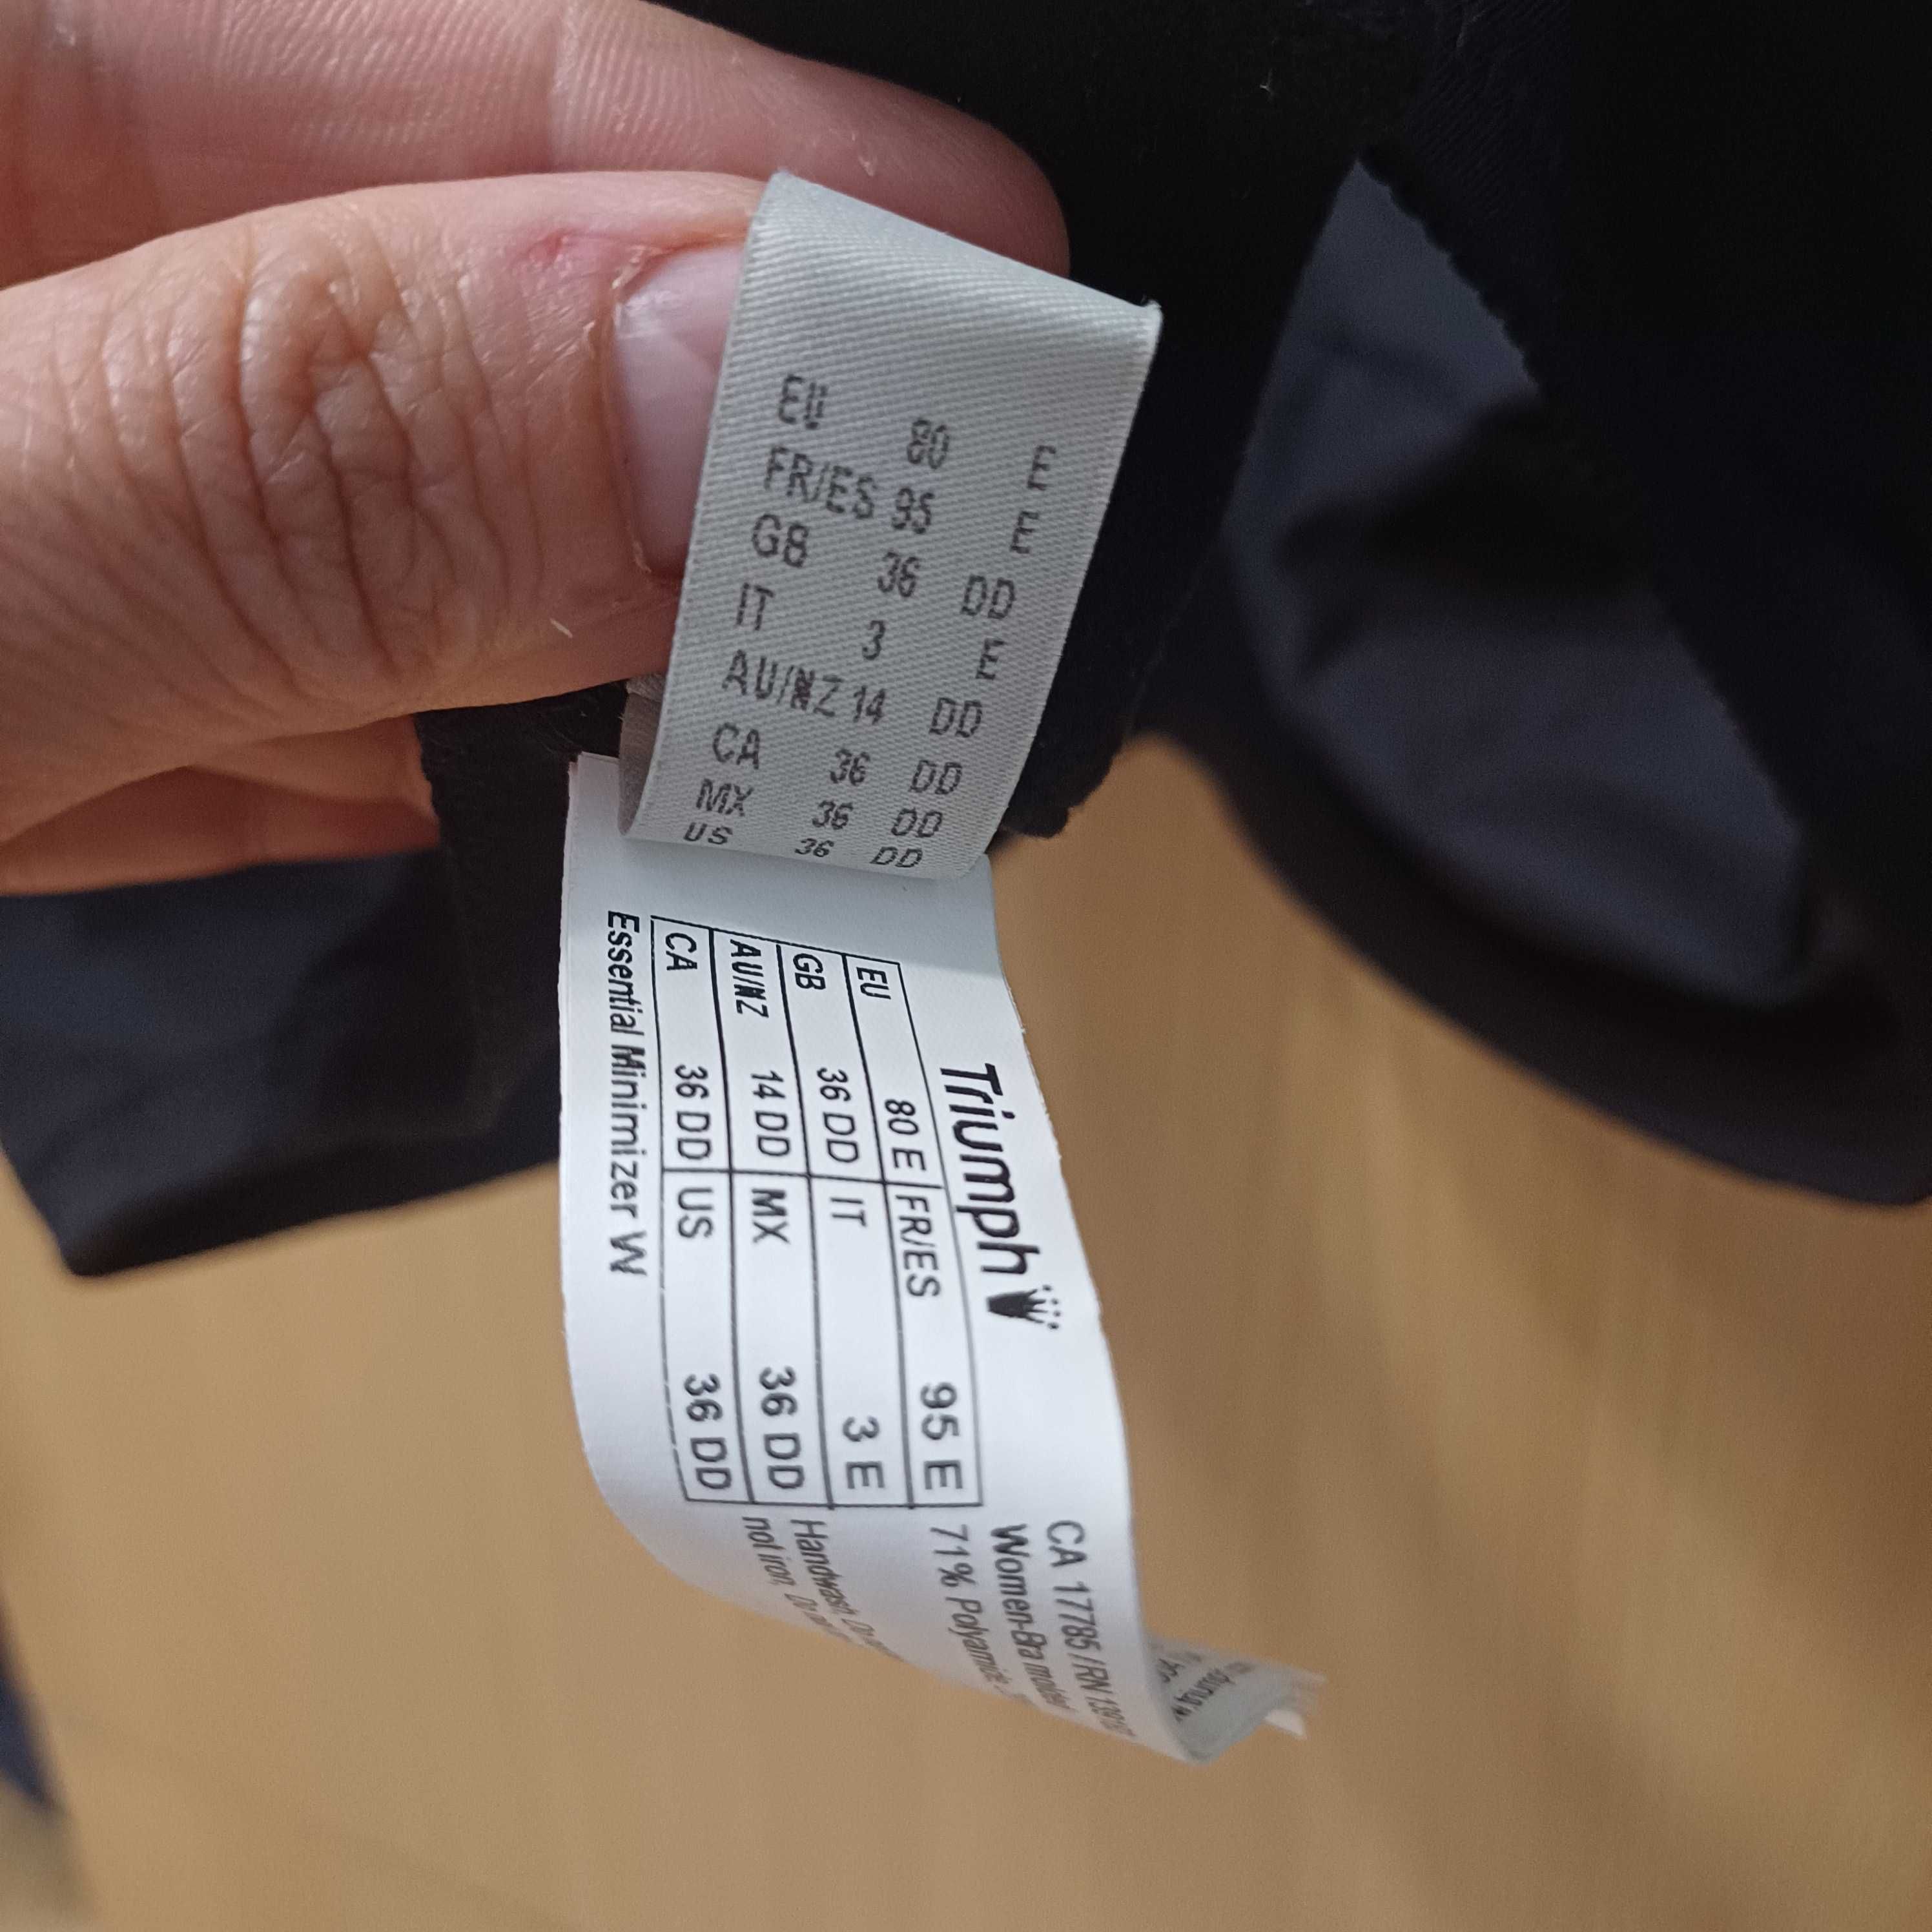 EU 80 E
FR/ES 95 E
GB 36 DD
IT 3 E
AU/NZ 14 DD
CA 36 DD
MX 36 DD
US 36 DD
Triumph
EU 80 E FR/ES 95 E
GB 36 DD IT 3 E
AU/NZ 14 DD MX 36 DD
CA 36 DD US 36 DD
Essential Minimizer W
CA 17785 / RN
Women-Bra
71% Polyamide
Handwash.
not iron.